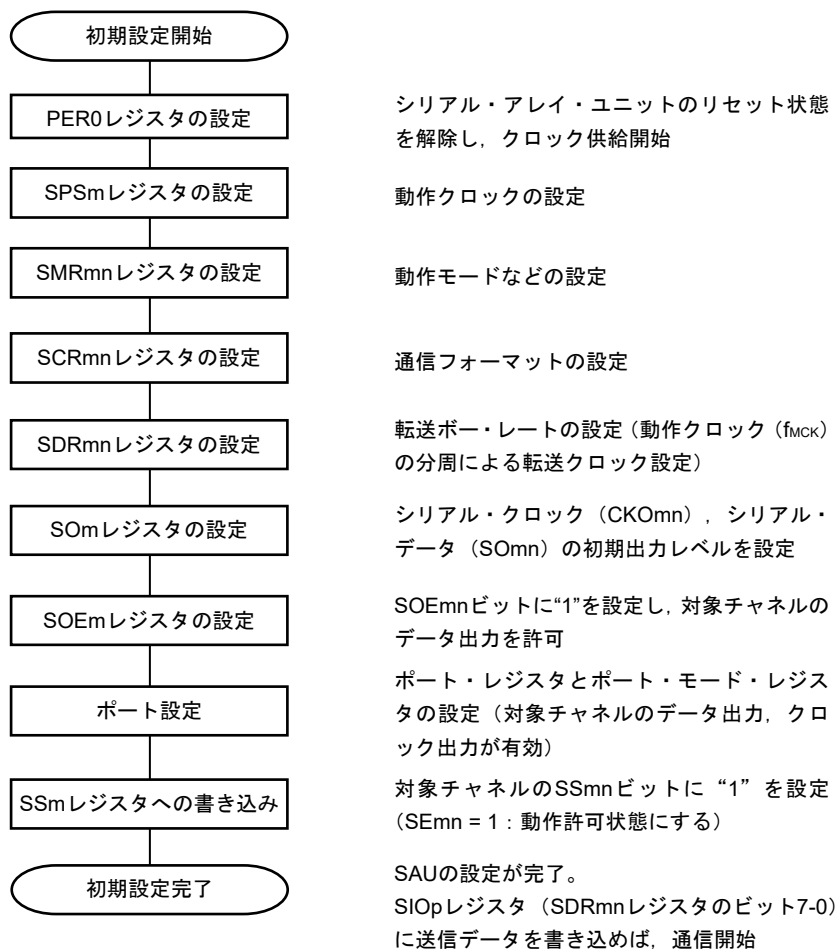 初期設定開始
PER0レジスタの設定
シリアル・アレイ・ユニットのリセット状態
を解除し，クロック供給開始
SPSmレジスタの設定
動作クロックの設定
SMRmnレジスタの設定
動作モードなどの設定
SCRmnレジスタの設定
通信フォーマットの設定
SDRmnレジスタの設定
転送ボー・レートの設定（動作クロック（fMCK）
の分周による転送クロック設定）
SOmレジスタの設定
シリアル・クロック（CKOmn），シリアル・
データ（SOmn）の初期出力レベルを設定
SOEmレジスタの設定
SOEmnビットに“1”を設定し，対象チャネルの
データ出力を許可
ポート設定
ポート・レジスタとポート・モード・レジス
タの設定（対象チャネルのデータ出力，クロ
ック出力が有効）
SSmレジスタへの書き込み
対象チャネルのSSmnビットに“1”を設定
（SEmn = 1：動作許可状態にする）
初期設定完了
SAUの設定が完了。
SIOpレジスタ（SDRmnレジスタのビット7-0）
に送信データを書き込めば，通信開始